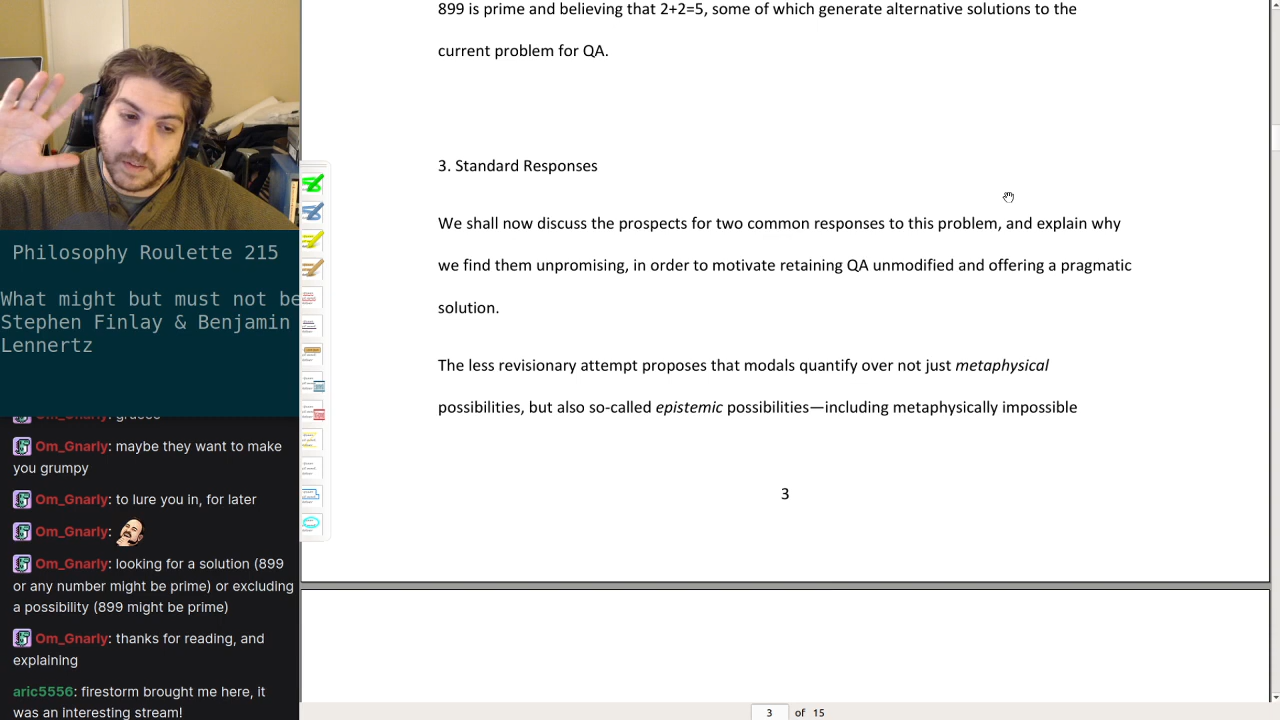 899 is prime and believing that 2+2=5, some of which generate alternative solutions to the
current problem for QA.
3. Standard Responses
We shall now discuss the prospects for two common responses to this problem, and explain why
we find them unpromising, in order to motivate retaining QA unmodified and offering a pragmatic
solution.
The less revisionary attempt proposes that modals quantify over not just metaphysical
possibilities, but also so-called epistemic possibilities—including metaphysically impossible
3
3 of 15
Philosophy Roulette 215
What might but must not be
Stephen Finlay & Benjamin
Lennertz
Om_Gnarly: maybe they want to make
you grumpy
Om_Gnarly: to lure you in, for later
Om_Gnarly:
Om_Gnarly: looking for a solution (899
or any number might be prime) or excluding
a possibility (899 might be prime)
Om_Gnarly: thanks for reading, and
explaining
aric5556: firestorm brought me here, it
was an interesting stream!